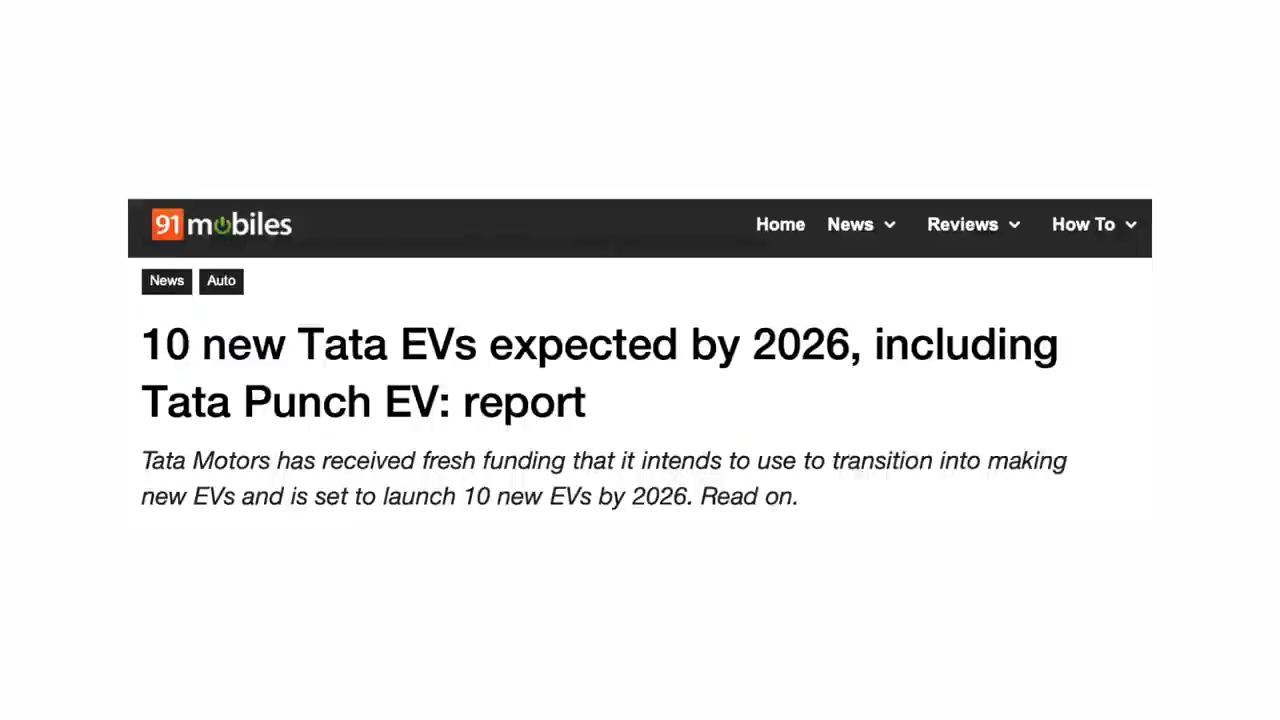 91mobiles
Home News Reviews How To
News Auto
10 new Tata EVs expected by 2026, including
Tata Punch EV: report
Tata Motors has received fresh funding that it intends to use to transition into making
new EVs and is set to launch 10 new EVs by 2026. Read on.